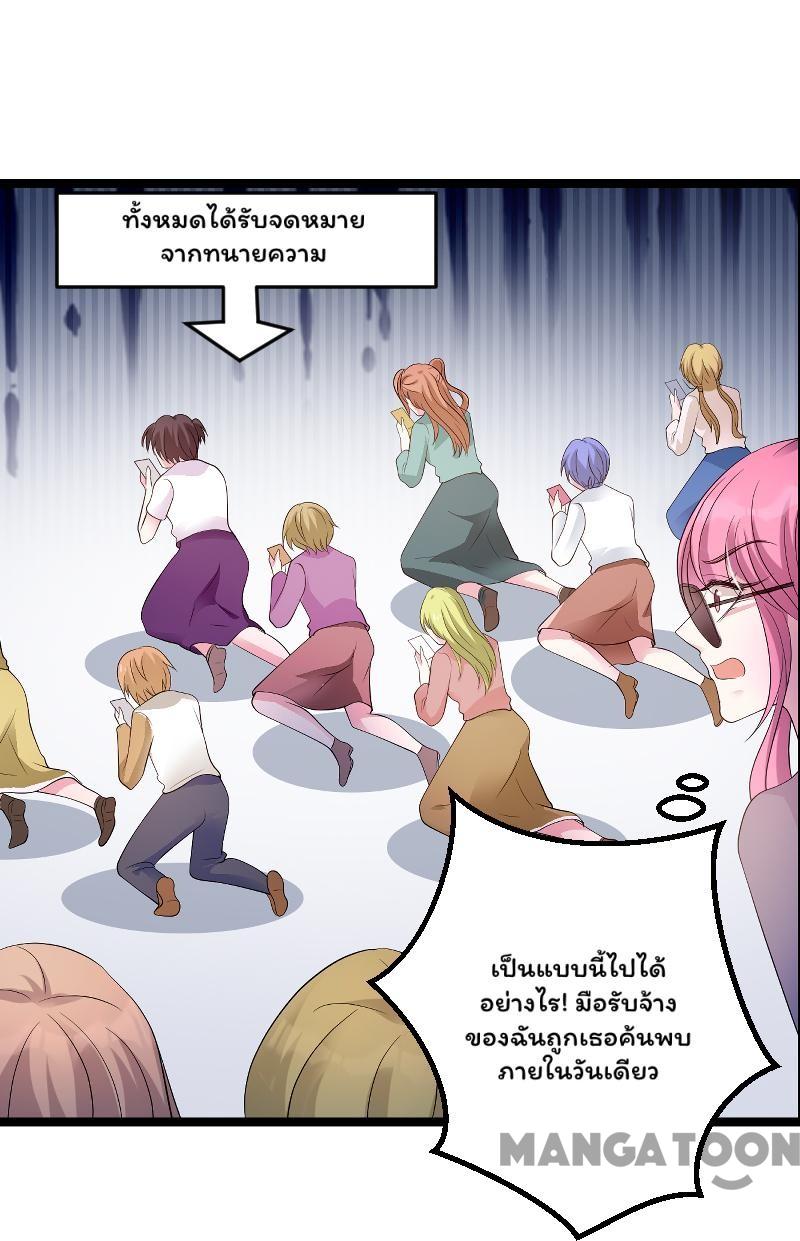 ทั้งหมดได้รับจดหมาย
จากทนายความ
เป็นแบบนี้ไปได้
อย่างไร! มือรับจ้าง
ของฉันถูกเธอค้นพบ
ภายในวันเดียว
MANGATOON